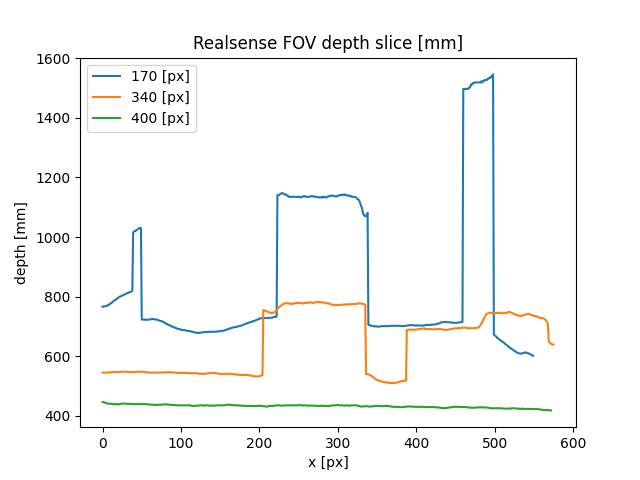 Realsense FOV depth slice [mm]
170 [px]
340 [px]
400 [px]
1600
1400
1200
1000
800
600
400
depth [mm]
0 100 200 300 400 500 600
x [px]